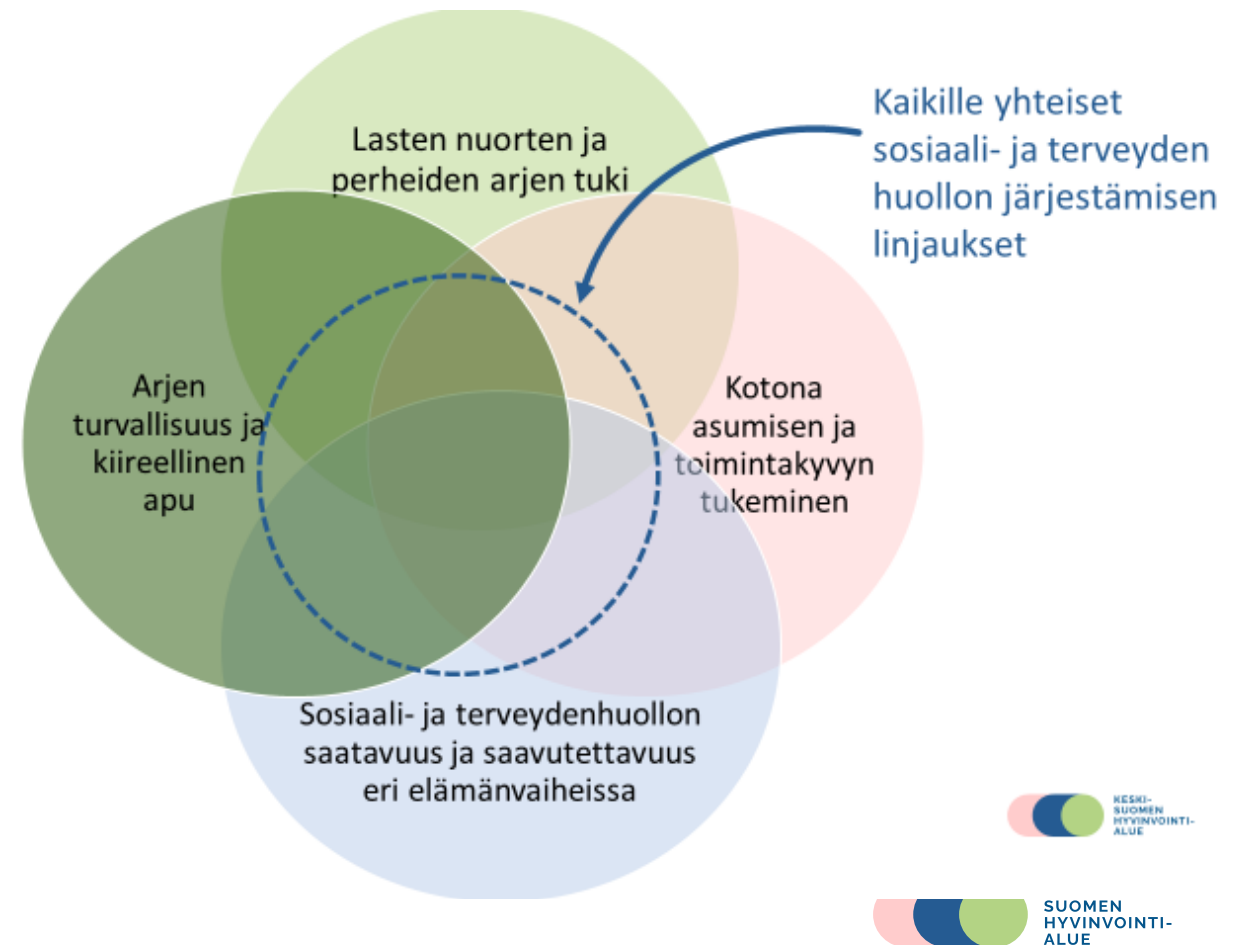 Lasten nuorten ja
perheiden arjen tuki
Kaikille yhteiset
sosiaali- ja terveyden
huollon järjestämisen
linjaukset
Arjen
turvallisuus ja
kiireellinen
apu
Kotona
asumisen ja
toimintakyvyn
tukeminen
Sosiaali- ja terveydenhuollon
saatavuus ja saavutettavuus
eri elämänvaiheissa
KESKI-
SUOMEN
HYVINVOINTI-
ALUE
SUOMEN
HYVINVOINTI-
ALUE